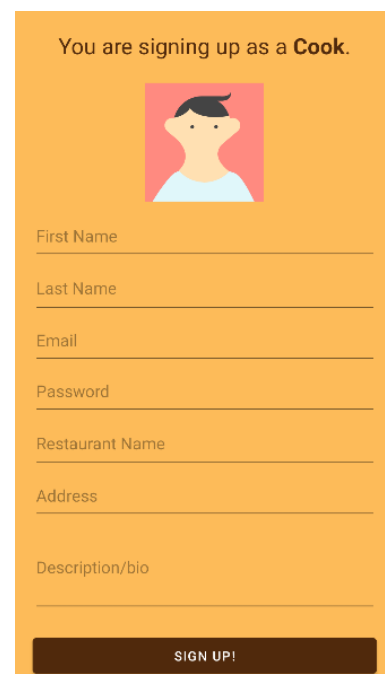 You are signing up as a Cook.
First Name
Last Name
Email
Password
Restaurant Name
Address
Description/bio
SIGN UP!